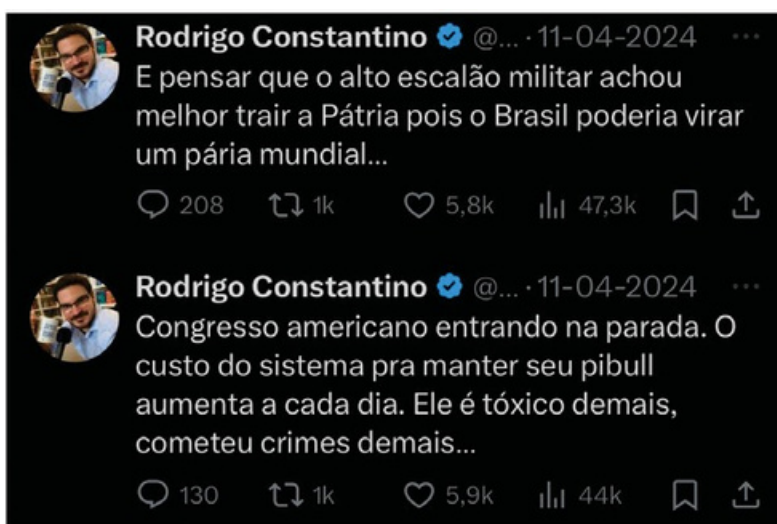 Rodrigo Constantino @... · 11-04-2024 ...
E pensar que o alto escalão militar achou
melhor trair a Pátria pois o Brasil poderia virar
um pária mundial...
208 1k 5,8k 47,3k
Rodrigo Constantino @... · 11-04-2024 ...
Congresso americano entrando na parada. O
custo do sistema pra manter seu pibull
aumenta a cada dia. Ele é tóxico demais,
cometeu crimes demais...
130 1k 5,9k 44k